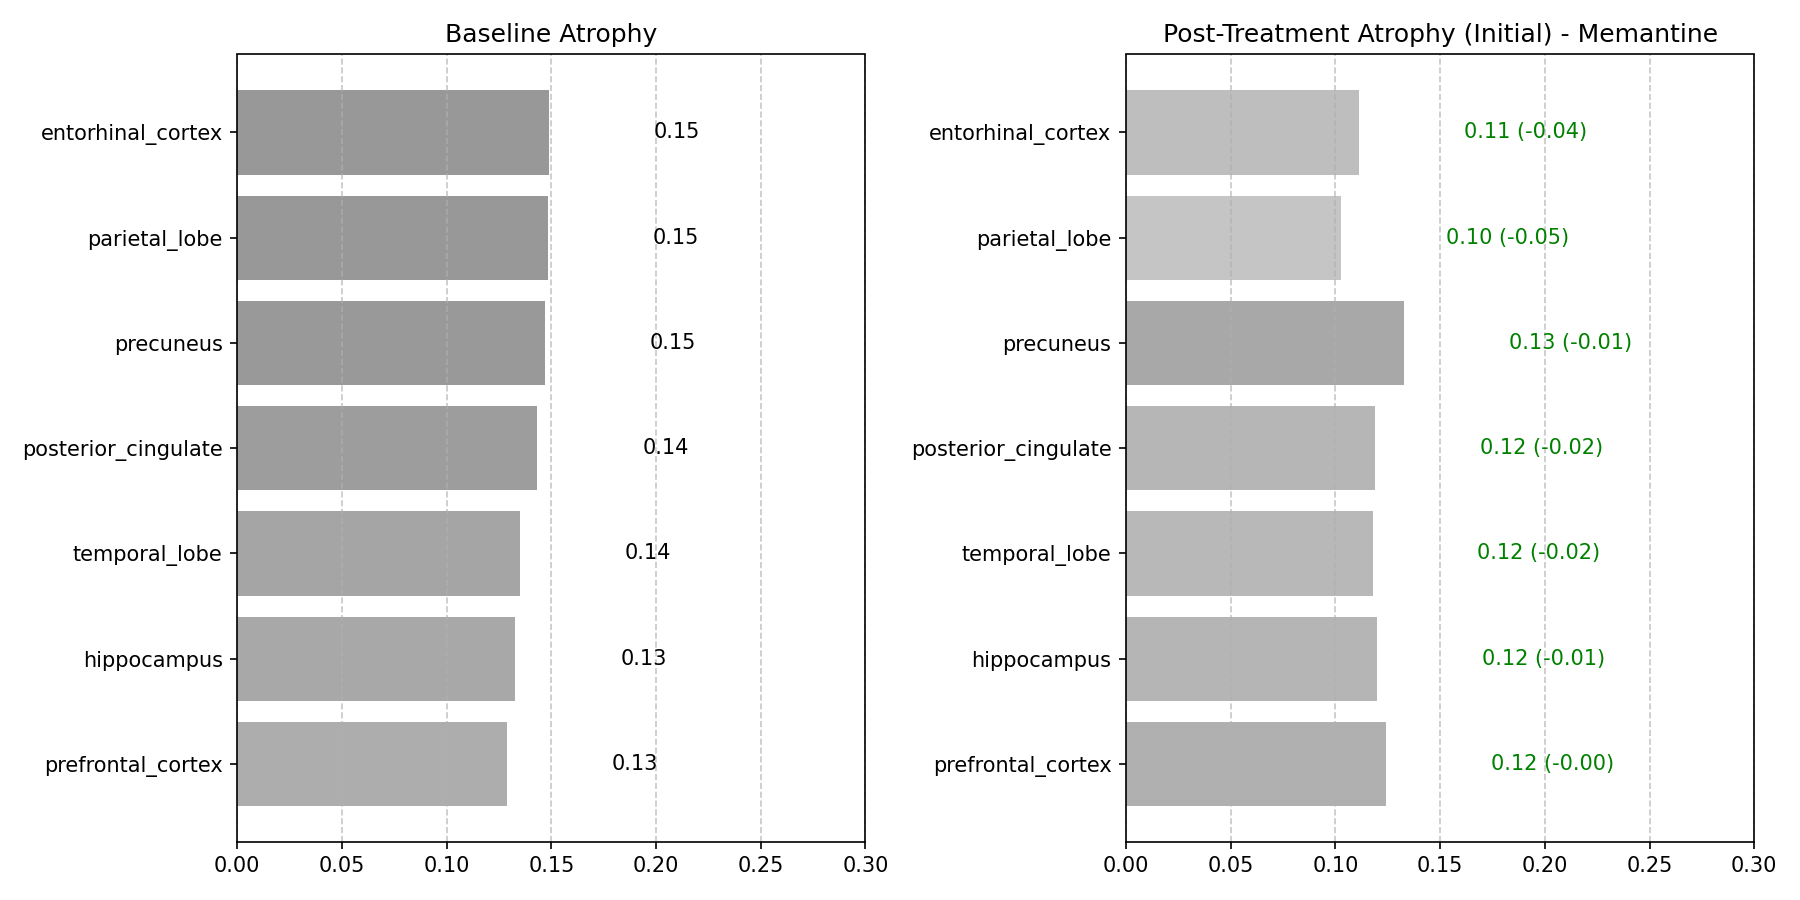 Baseline Atrophy
entorhinal_cortex 0.15
parietal_lobe 0.15
precuneus 0.15
posterior_cingulate 0.14
temporal_lobe 0.14
hippocampus 0.13
prefrontal_cortex 0.13
0.00 0.05 0.10 0.15 0.20 0.25 0.30
Post-Treatment Atrophy (Initial) - Memantine
entorhinal_cortex 0.11 (-0.04)
parietal_lobe 0.10 (-0.05)
precuneus 0.13 (-0.01)
posterior_cingulate 0.12 (-0.02)
temporal_lobe 0.12 (-0.02)
hippocampus 0.12 (-0.01)
prefrontal_cortex 0.12 (-0.00)
0.00 0.05 0.10 0.15 0.20 0.25 0.30